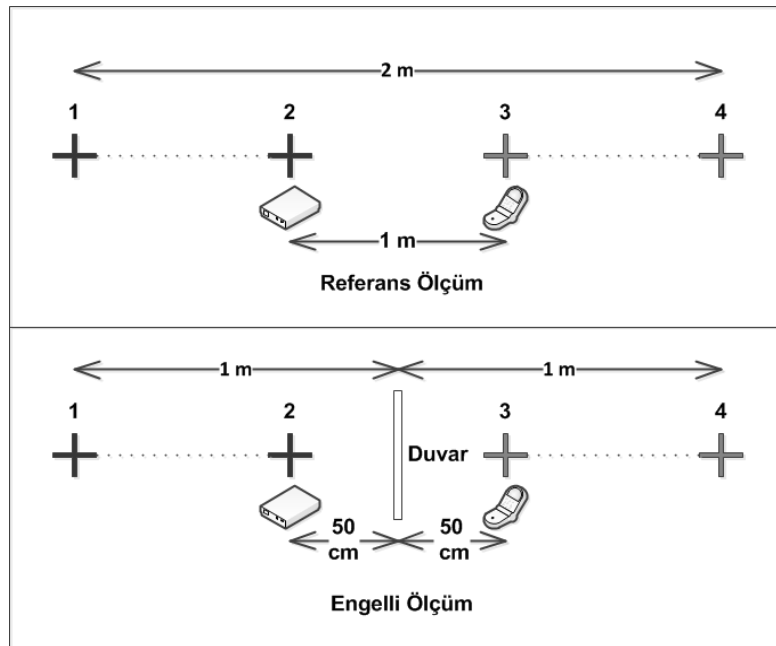 2 m
1 2 3 4
1 m
Referans Ölçüm
1 m 1 m
1 2 3 4
Duvar
50 50
cm cm
Engelli Ölçüm